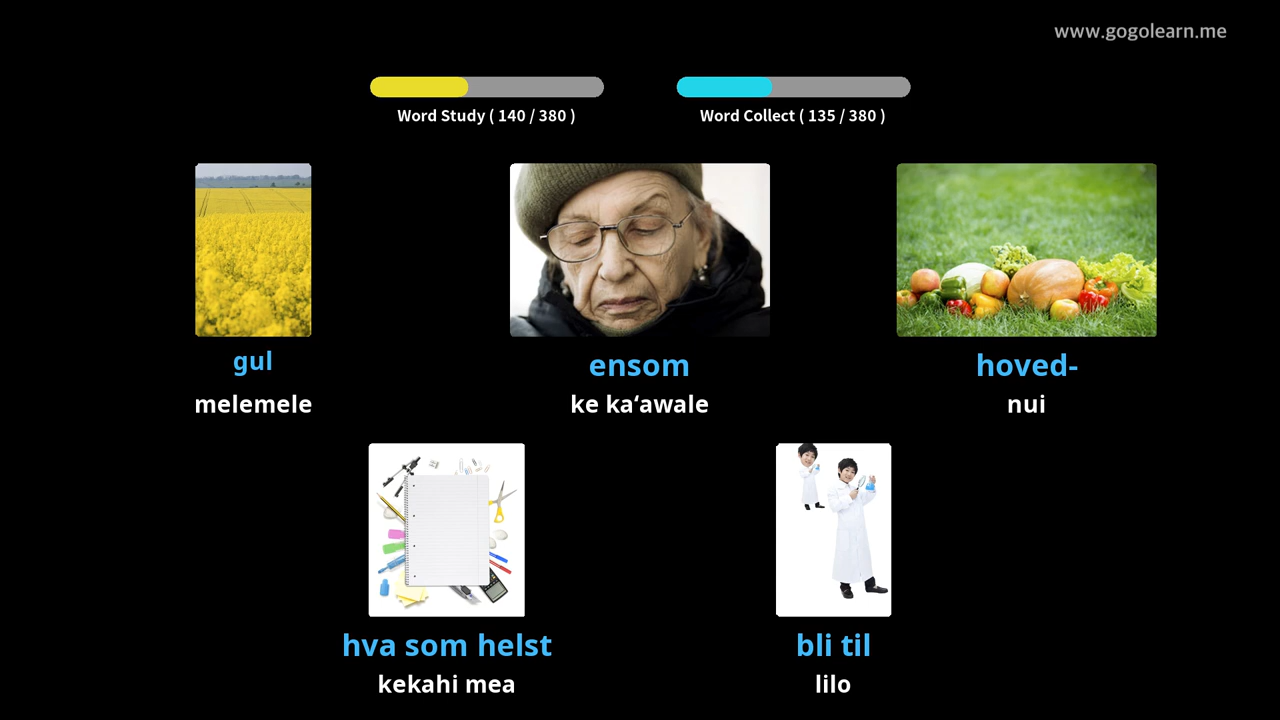 www.gogolearn.me
Word Study ( 140 / 380 )
Word Collect ( 135 / 380 )
gul
melemele
ensom
ke kaʻawale
hoved-
nui
hva som helst
kekahi mea
bli til
lilo